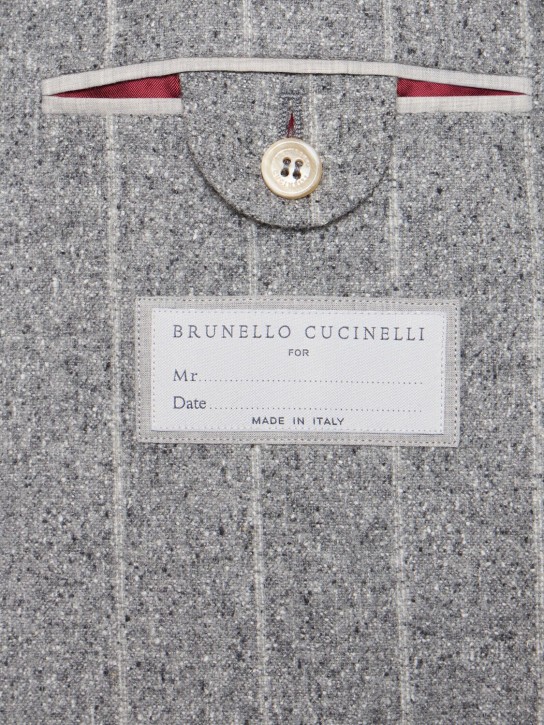 BRUNELLO CUCINELLI
FOR
Mr..............................................
Date............................................
MADE IN ITALY